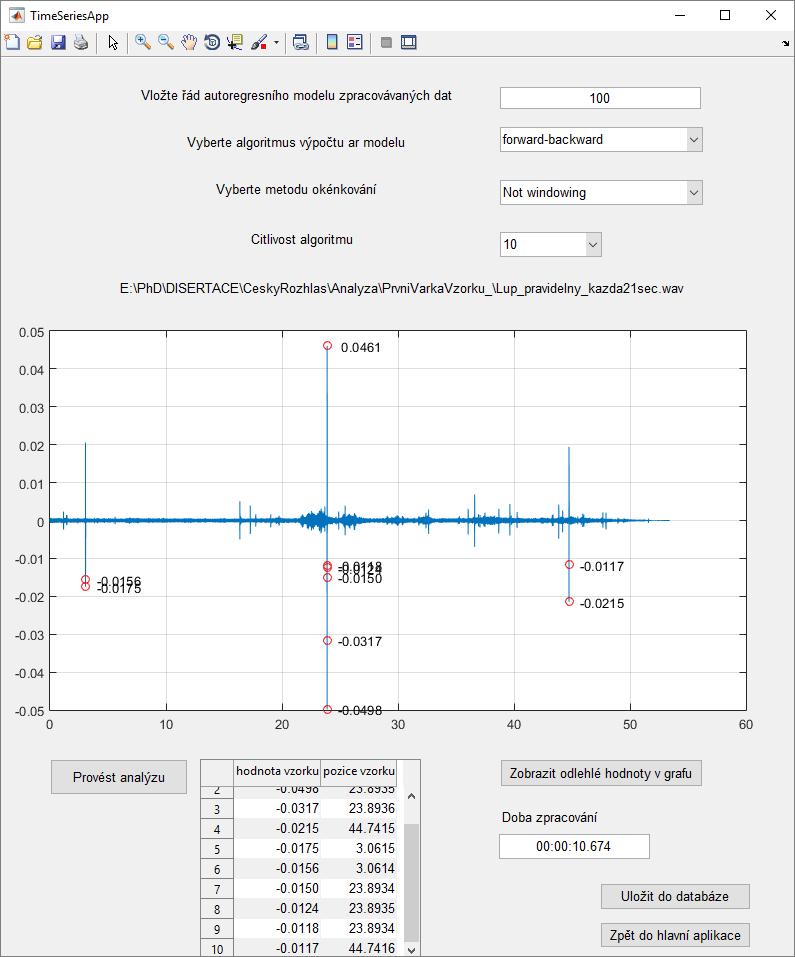 TimeSeriesApp
Vložte řád autoregresního modelu zpracovávaných dat
100
Vyberte algoritmus výpočtu ar modelu
forward-backward
Vyberte metodu okénkování
Not windowing
Citlivost algoritmu
10
E:\PhD\DISERTACE\CeskyRozhlas\Analyza\PrvniVarkaVzorku_\Lup_pravidelny_kazda21sec.wav
0.05
0.04
0.03
0.02
0.01
0
-0.01
-0.02
-0.03
-0.04
-0.05
0.0461
-0.0156
-0.0175
-0.0118
-0.0124
-0.0150
-0.0317
-0.0498
-0.0117
-0.0215
0 10 20 30 40 50 60
Provést analýzu
hodnota vzorku pozice vzorku
2 -0.0498 23.8935
3 -0.0317 23.8936
4 -0.0215 44.7415
5 -0.0175 3.0615
6 -0.0156 3.0614
7 -0.0150 23.8934
8 -0.0124 23.8935
9 -0.0118 23.8934
10 -0.0117 44.7416
Zobrazit odlehlé hodnoty v grafu
Doba zpracování
00:00:10.674
Uložit do databáze
Zpět do hlavní aplikace